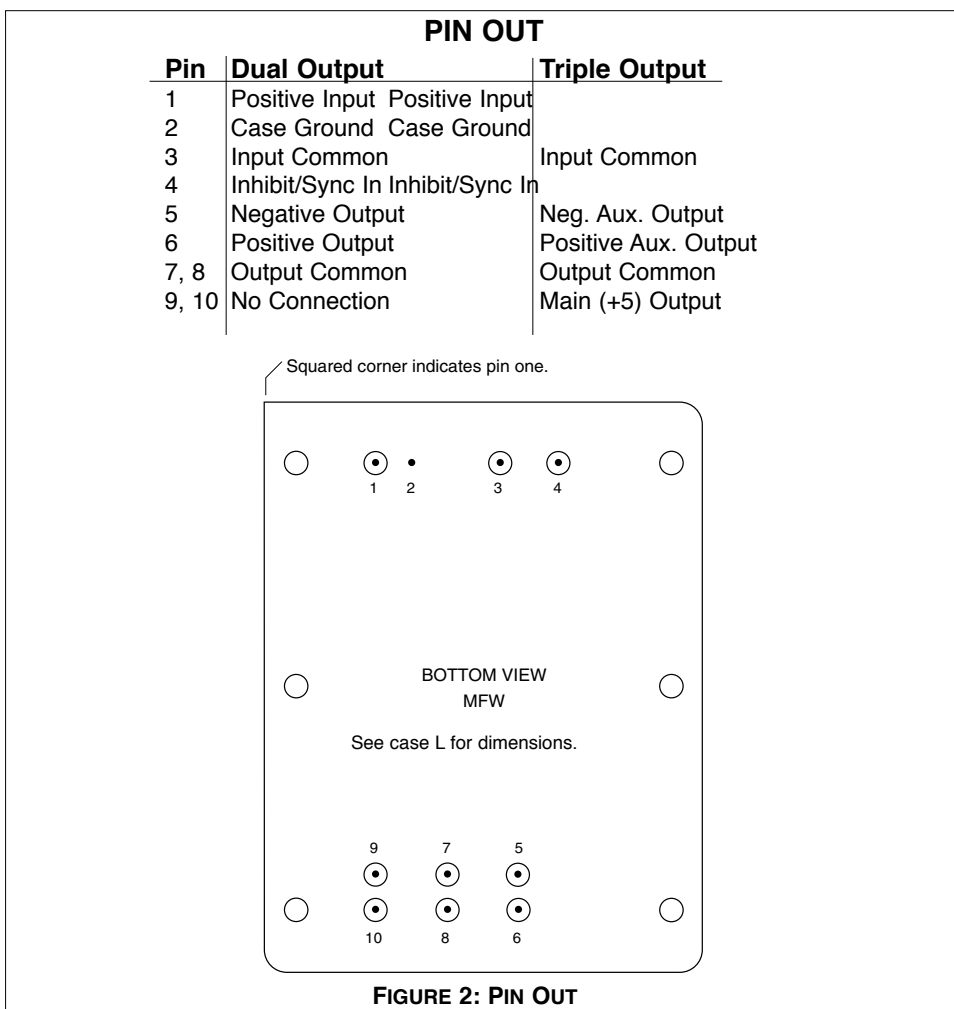 PIN OUT
Pin Dual Output Triple Output
1 Positive Input Positive Input
2 Case Ground Case Ground
3 Input Common Input Common
4 Inhibit/Sync In Inhibit/Sync In
5 Negative Output Neg. Aux. Output
6 Positive Output Positive Aux. Output
7, 8 Output Common Output Common
9, 10 No Connection Main (+5) Output
Squared corner indicates pin one.
1 2 3 4
BOTTOM VIEW
MFW
See case L for dimensions.
9 7 5
10 8 6
FIGURE 2: PIN OUT